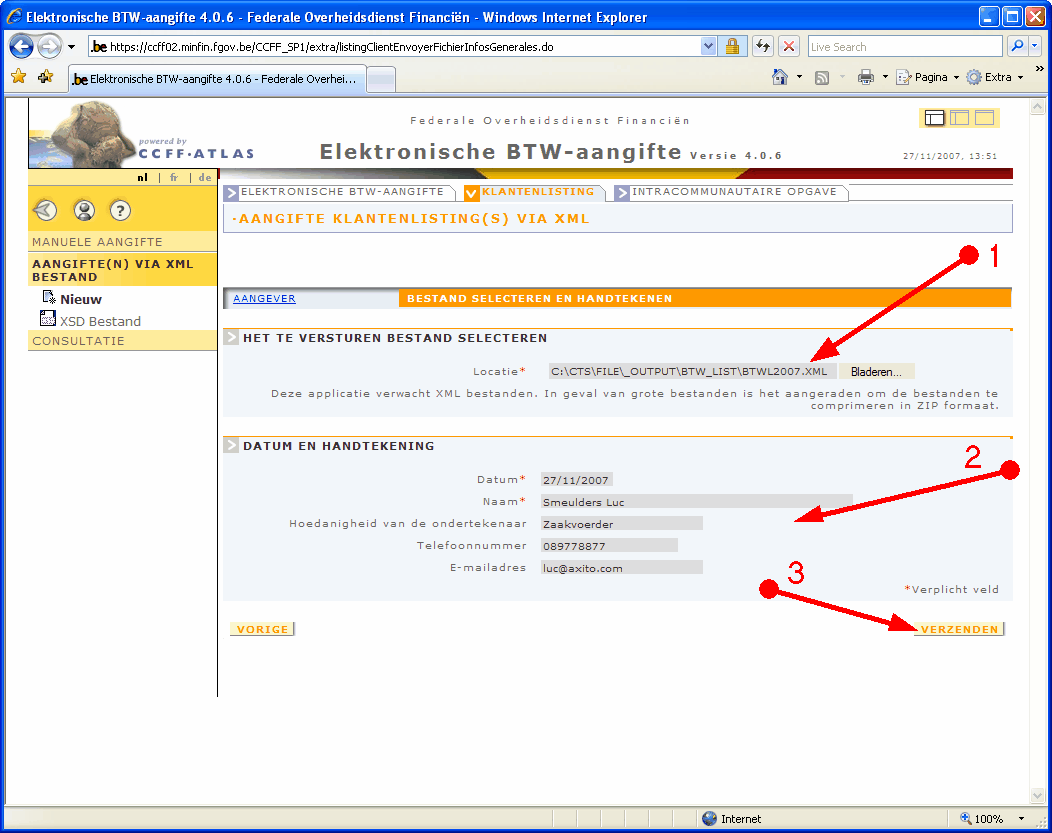 Elektronische BTW-aangifte 4.0.6 - Federale Overheidsdienst Financiën - Windows Internet Explorer
.be https://ccff02.minfin.fgov.be/CCFF_SP1/extra/listingClientEnvoyerFichierInfosGenerales.do
Live Search
.be Elektronische BTW-aangifte 4.0.6 - Federale Overhei...
Pagina
Extra
»
powered by
CCFF-ATLAS
Federale Overheidsdienst Financiën
Elektronische BTW-aangifte Versie 4.0.6
27/11/2007, 13:51
nl | fr | de
ELEKTRONISCHE BTW-AANGIFTE
KLANTENLISTING
INTRACOMMUNAUTAIRE OPGAVE
·AANGIFTE KLANTENLISTING(S) VIA XML
?
MANUELE AANGIFTE
AANGIFTE(N) VIA XML
BESTAND
Nieuw
XSD Bestand
CONSULTATIE
1
AANGEVER
BESTAND SELECTEREN EN HANDTEKENEN
HET TE VERSTUREN BESTAND SELECTEREN
Locatie* C:\CTS\FILE\_OUTPUT\BTW_LIST\BTWL2007.XML Bladeren...
Deze applicatie verwacht XML bestanden. In geval van grote bestanden is het aangeraden om de bestanden te
comprimeren in ZIP formaat.
DATUM EN HANDTEKENING
2
Datum* 27/11/2007
Naam* Smeulders Luc
Hoedanigheid van de ondertekenaar Zaakvoerder
Telefoonnummer 089778877
E-mailadres luc@axito.com
3
*Verplicht veld
VORIGE
VERZENDEN
Internet
100%